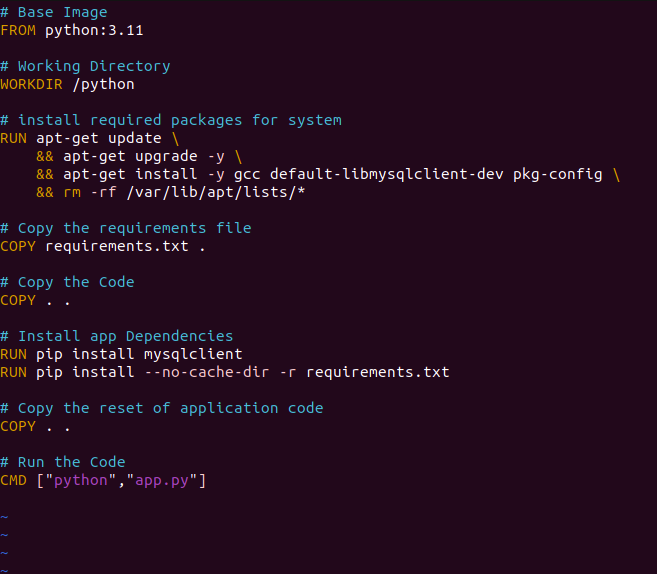 # Base Image
FROM python:3.11

# Working Directory
WORKDIR /python

# install required packages for system
RUN apt-get update \
    && apt-get upgrade -y \
    && apt-get install -y gcc default-libmysqlclient-dev pkg-config \
    && rm -rf /var/lib/apt/lists/*

# Copy the requirements file
COPY requirements.txt .

# Copy the Code
COPY . .

# Install app Dependencies
RUN pip install mysqlclient
RUN pip install --no-cache-dir -r requirements.txt

# Copy the reset of application code
COPY . .

# Run the Code
CMD ["python","app.py"]

~
~
~
~